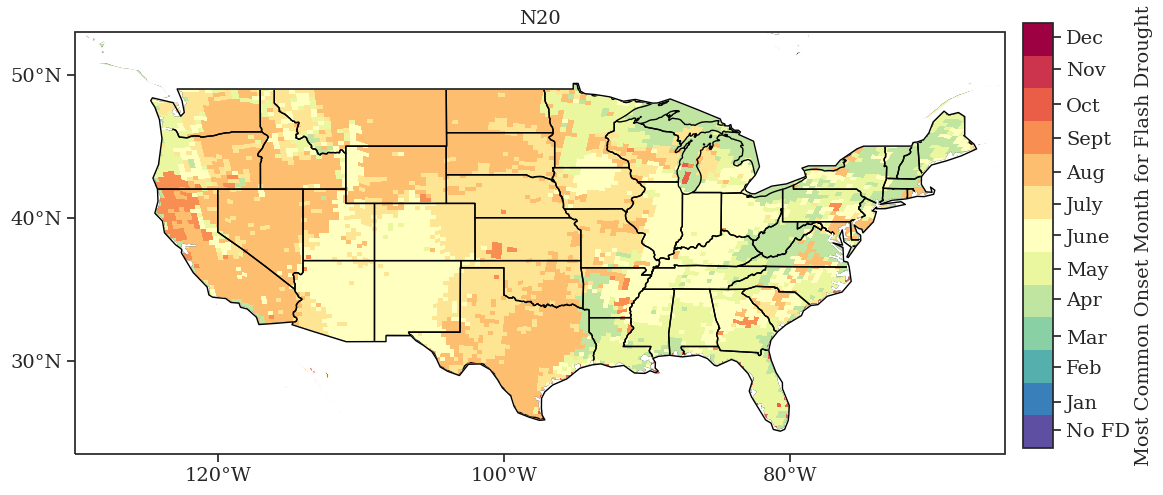 N20
50°N
40°N
30°N
120°W
100°W
80°W
Dec
Nov
Oct
Sept
Aug
July
June
May
Apr
Mar
Feb
Jan
No FD
Most Common Onset Month for Flash Drought